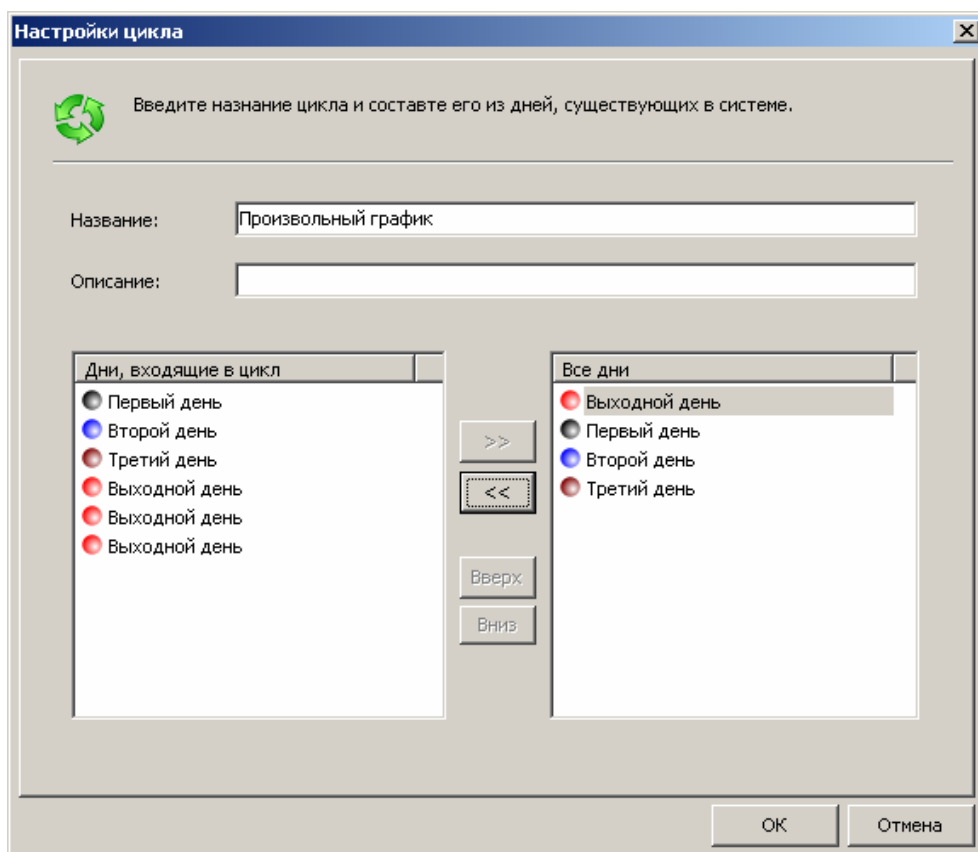 Настройки цикла
Введите назнание цикла и составте его из дней, существующих в системе.
Название:
Произвольный график
Описание:
Дни, входящие в цикл
Первый день
Второй день
Третий день
Выходной день
Выходной день
Выходной день
>>
<<
Вверх
Вниз
Все дни
Выходной день
Первый день
Второй день
Третий день
ОК
Отмена